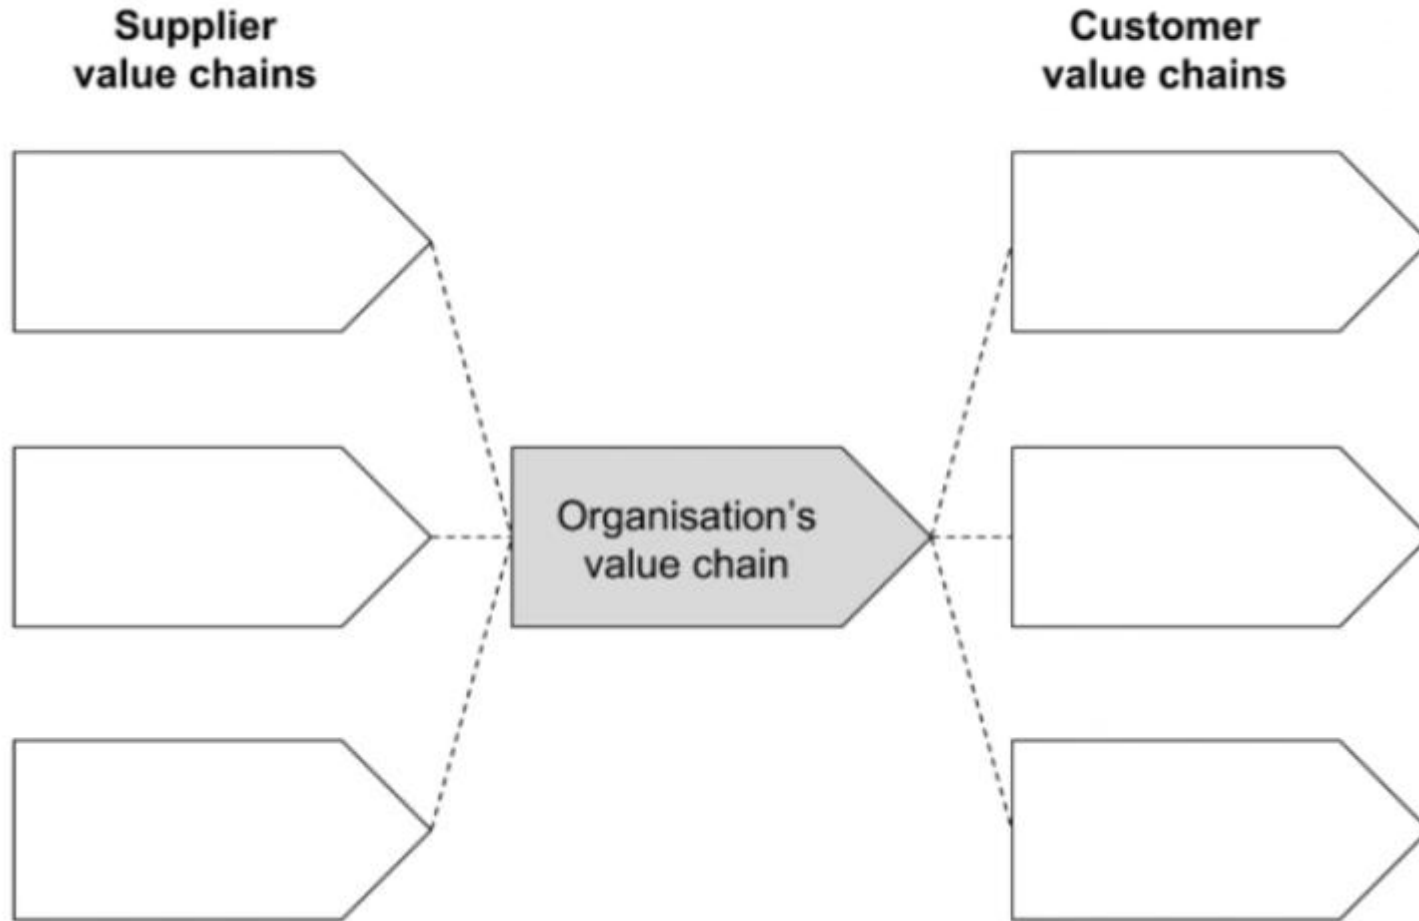 Supplier
value chains
Customer
value chains
Organisation's
value chain